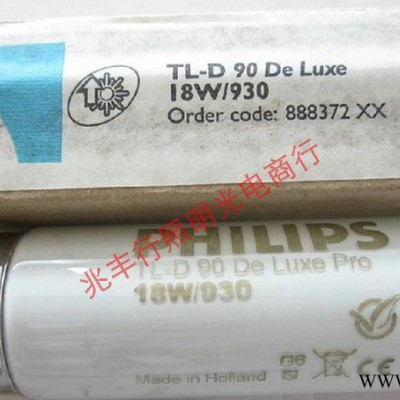 TL-D 90 De Luxe
18W/930
Order code: 888372 XX
兆丰行照明光电商行
PHILIPS
TL-D 90 De Luxe Pro
18W/930
Made in Holland
CE
www